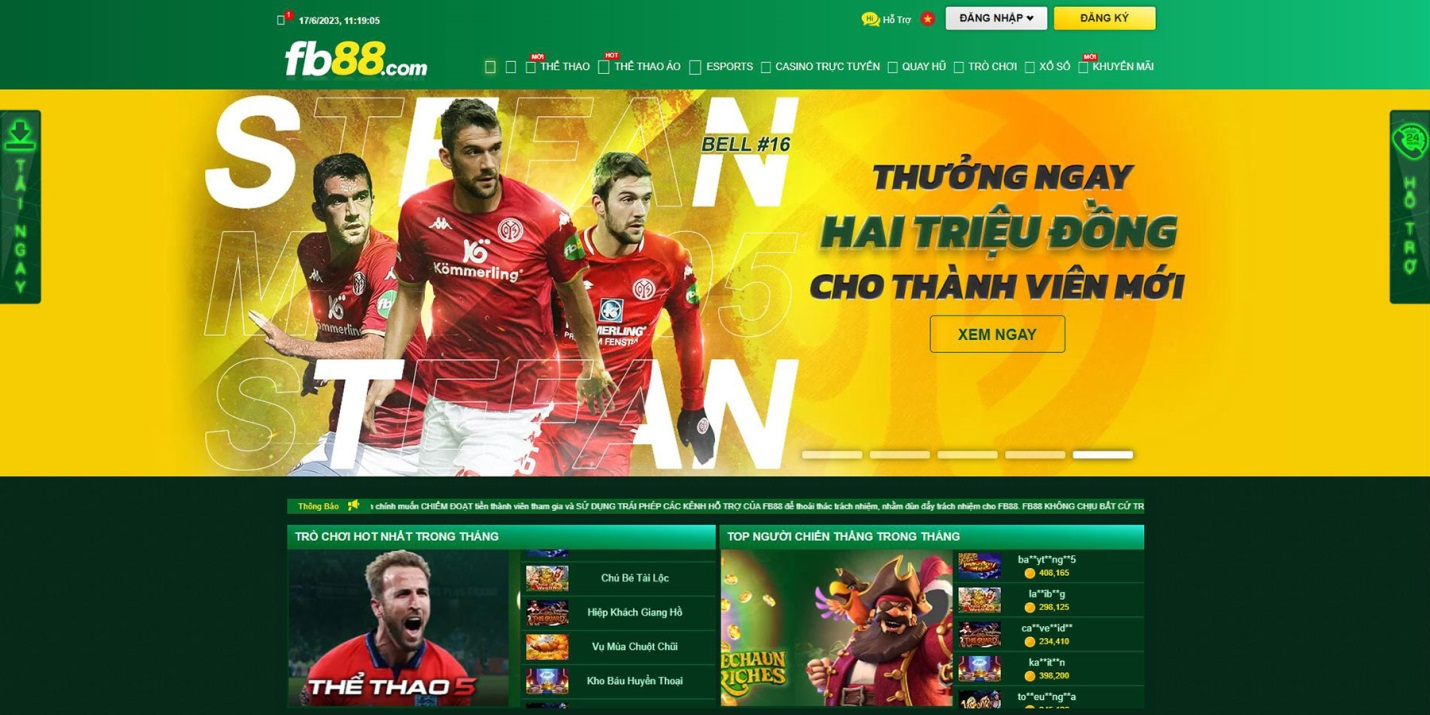 1 17/6/2023, 11:19:05
Hi Hỗ Trợ ĐĂNG NHẬP ĐĂNG KÝ
fb88.com
MỚI HOT MỚI
THỂ THAO THỂ THAO ẢO ESPORTS CASINO TRỰC TUYẾN QUAY HŨ TRÒ CHƠI XỔ SỐ KHUYẾN MÃI
TẢI NGAY
STEFAN
BELL #16
Kömmerling
STEFAN
THƯỞNG NGAY
HAI TRIỆU ĐỒNG
CHO THÀNH VIÊN MỚI
XEM NGAY
24
HỖ TRỢ
Thông Báo chính muốn CHIẾM ĐOẠT tiền thành viên tham gia và SỬ DỤNG TRÁI PHÉP CÁC KÊNH HỖ TRỢ CỦA FB88 để thoái thác trách nhiệm, nhằm đùn đẩy trách nhiệm cho FB88. FB88 KHÔNG CHỊU BẤT CỨ TR
TRÒ CHƠI HOT NHẤT TRONG THÁNG
THỂ THAO 5
Chú Bé Tài Lộc
Hiệp Khách Giang Hồ
Vụ Mùa Chuột Chũi
Kho Báu Huyền Thoại
TOP NGƯỜI CHIẾN THẮNG TRONG THÁNG
ECHAUN
RICHES
ba**yt**ng**5
408,165
la**ib**g
298,125
ca**ve**id**
234,410
ka**it**n
398,200
to**eu**ng**a